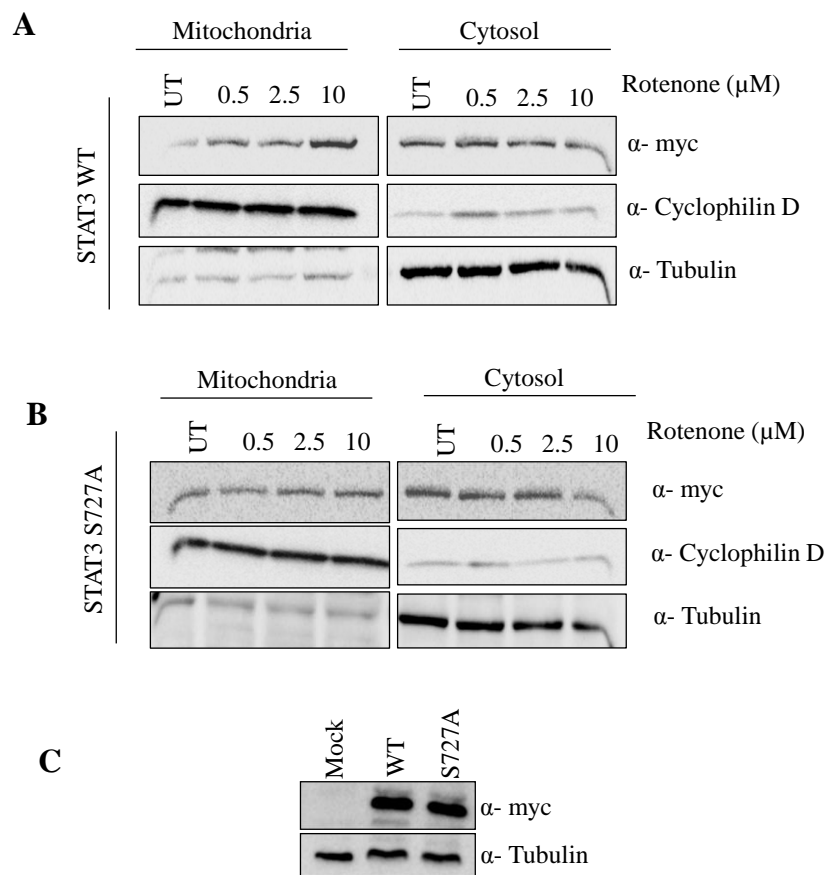 A
Mitochondria Cytosol
UT 0.5 2.5 10 UT 0.5 2.5 10 Rotenone (µM)
STAT3 WT
α- myc
α- Cyclophilin D
α- Tubulin
B
Mitochondria Cytosol
UT 0.5 2.5 10 UT 0.5 2.5 10 Rotenone (µM)
STAT3 S727A
α- myc
α- Cyclophilin D
α- Tubulin
C
Mock WT S727A
α- myc
α- Tubulin